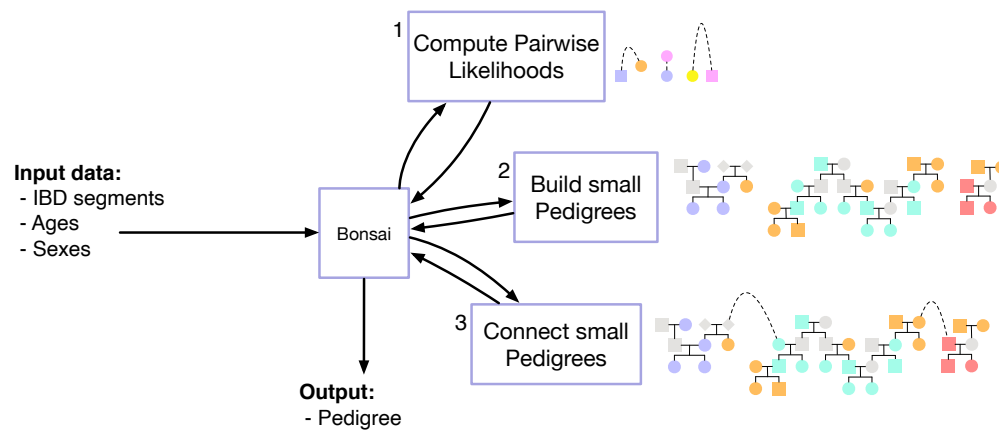 1
Compute Pairwise
Likelihoods
Input data:
- IBD segments
- Ages
- Sexes
2
Build small
Pedigrees
Bonsai
3
Connect small
Pedigrees
Output:
- Pedigree